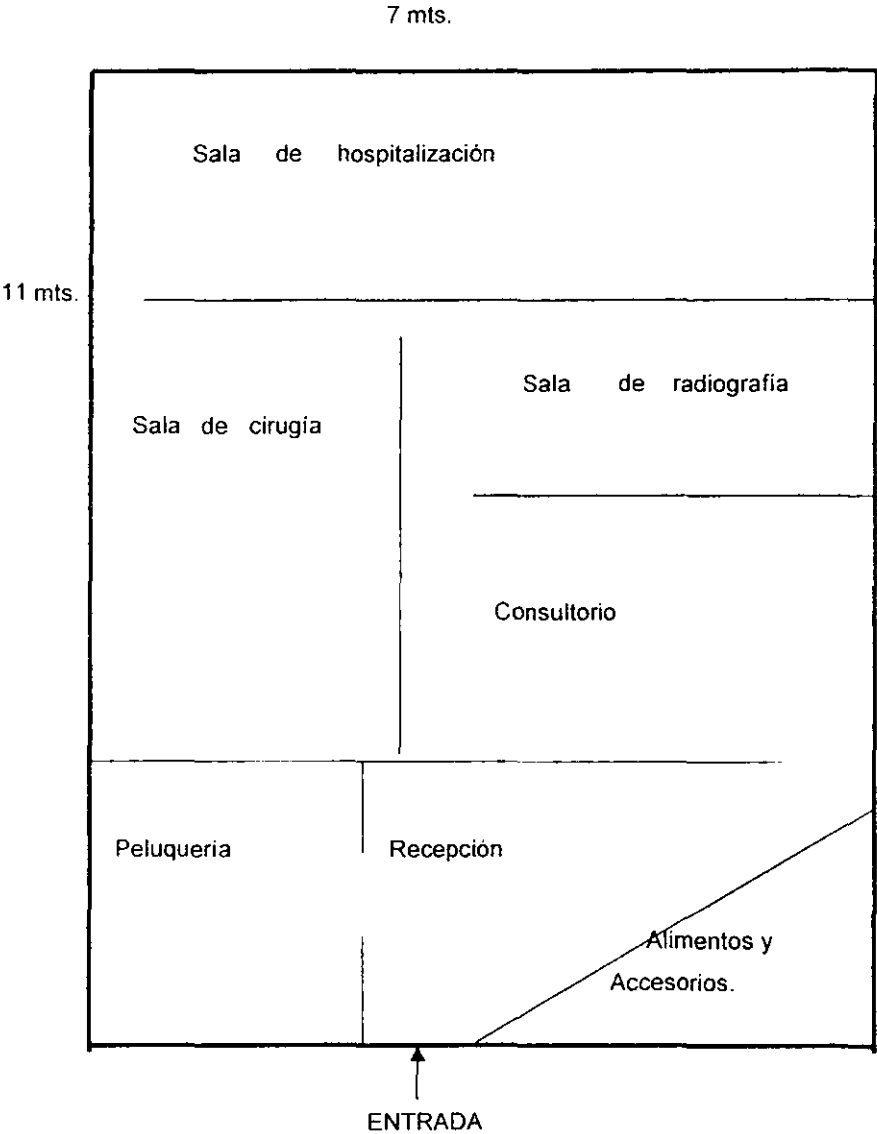 7 mts.
Sala de hospitalización
11 mts.
Sala de radiografía
Sala de cirugía
Consultorio
Peluqueria
Recepción
Alimentos y
Accesorios.
ENTRADA